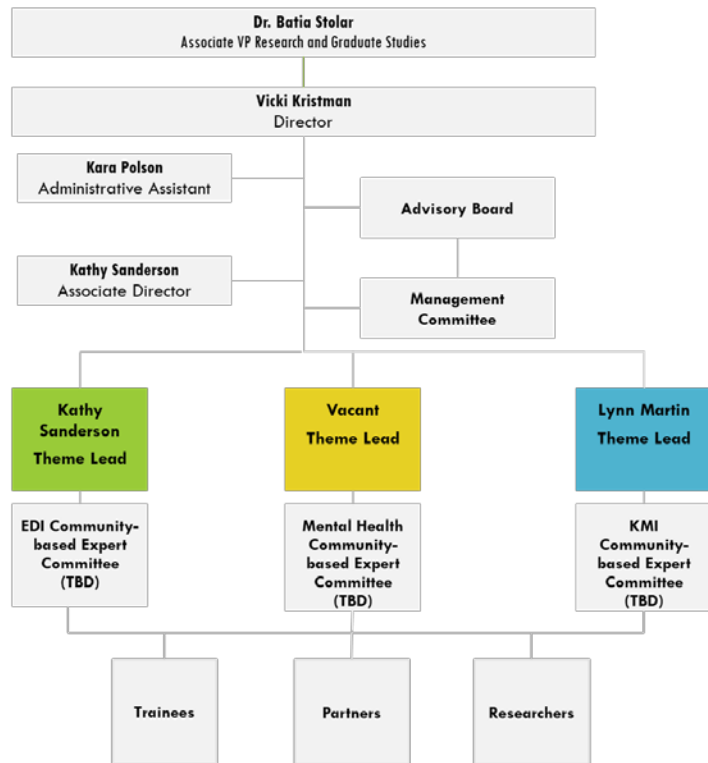 Dr. Batia Stolar
Associate VP Research and Graduate Studies
Vicki Kristman
Director
Kara Polson
Administrative Assistant
Advisory Board
Kathy Sanderson
Associate Director
Management
Committee
Kathy
Sanderson
Theme Lead
Vacant
Theme Lead
Lynn Martin
Theme Lead
EDI Community-
based Expert
Committee
(TBD)
Mental Health
Community-
based Expert
Committee
(TBD)
KMI
Community-
based Expert
Committee
(TBD)
Trainees
Partners
Researchers